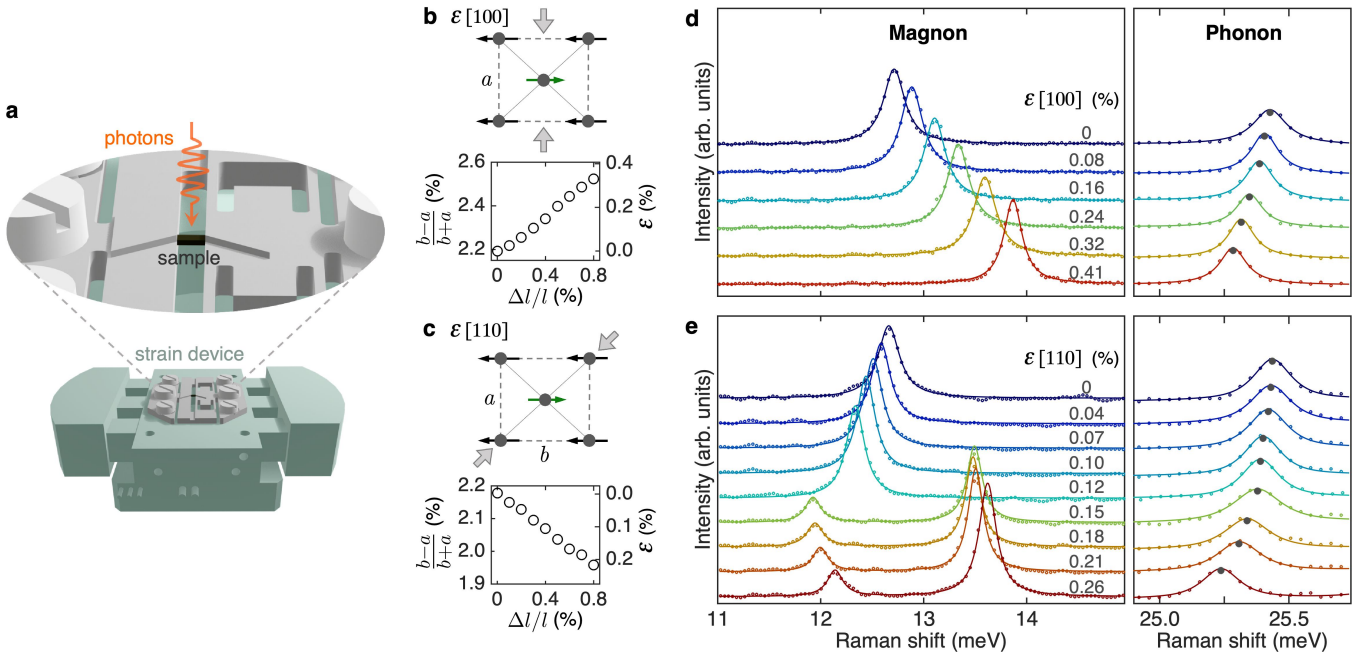 a
photons
sample
strain device
b
ε [100]
a
2.6
2.4
2.2
b−a
b+a
(%)
0.4
0.2
0.0
ε (%)
0
0.4
0.8
Δl/l (%)
c
ε [110]
a
b
2.2
2.1
2.0
1.9
b−a
b+a
(%)
0.0
0.1
0.2
ε (%)
0
0.4
0.8
Δl/l (%)
d
Magnon
Phonon
Intensity (arb. units)
ε [100] (%)
0
0.08
0.16
0.24
0.32
0.41
e
Intensity (arb. units)
ε [110] (%)
0
0.04
0.07
0.10
0.12
0.15
0.18
0.21
0.26
11 12 13 14
25.0 25.5
Raman shift (meV)
Raman shift (meV)